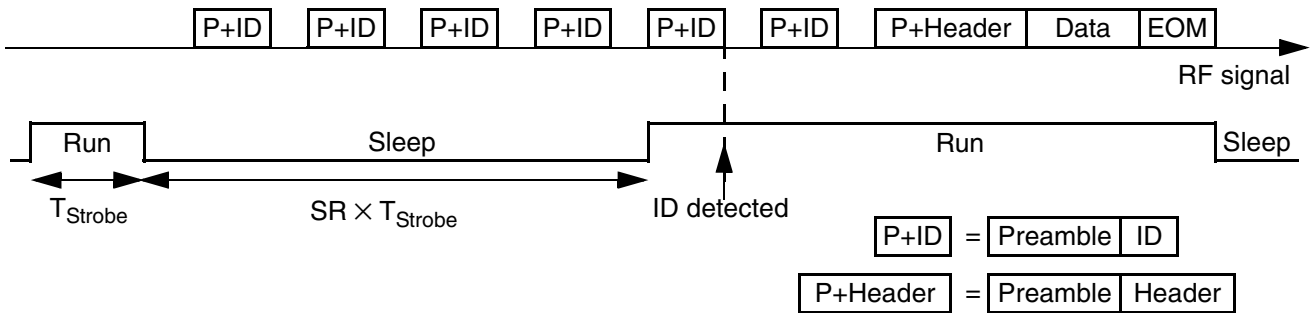 P+ID P+ID P+ID P+ID P+ID P+ID P+Header Data EOM
RF signal
Run Sleep Run Sleep
TStrobe SR × TStrobe ID detected
P+ID = Preamble ID
P+Header = Preamble Header